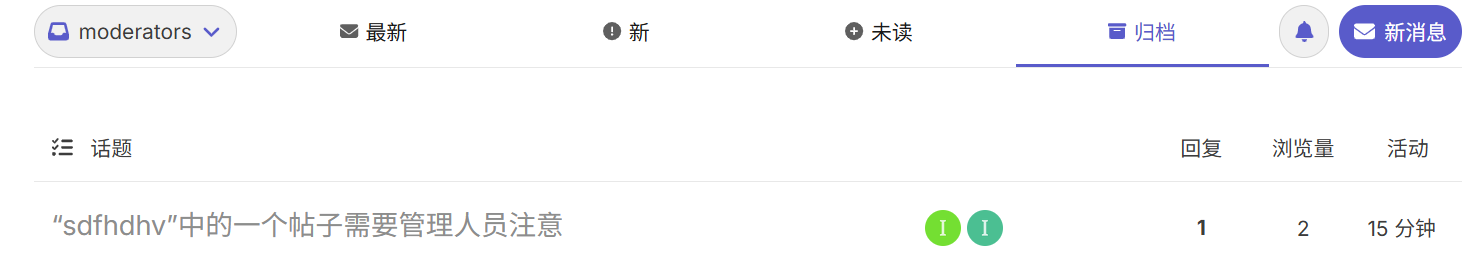 moderators 最新 新 未读 归档 新消息
话题 回复 浏览量 活动
“sdfhdhv”中的一个帖子需要管理人员注意 I I 1 2 15 分钟